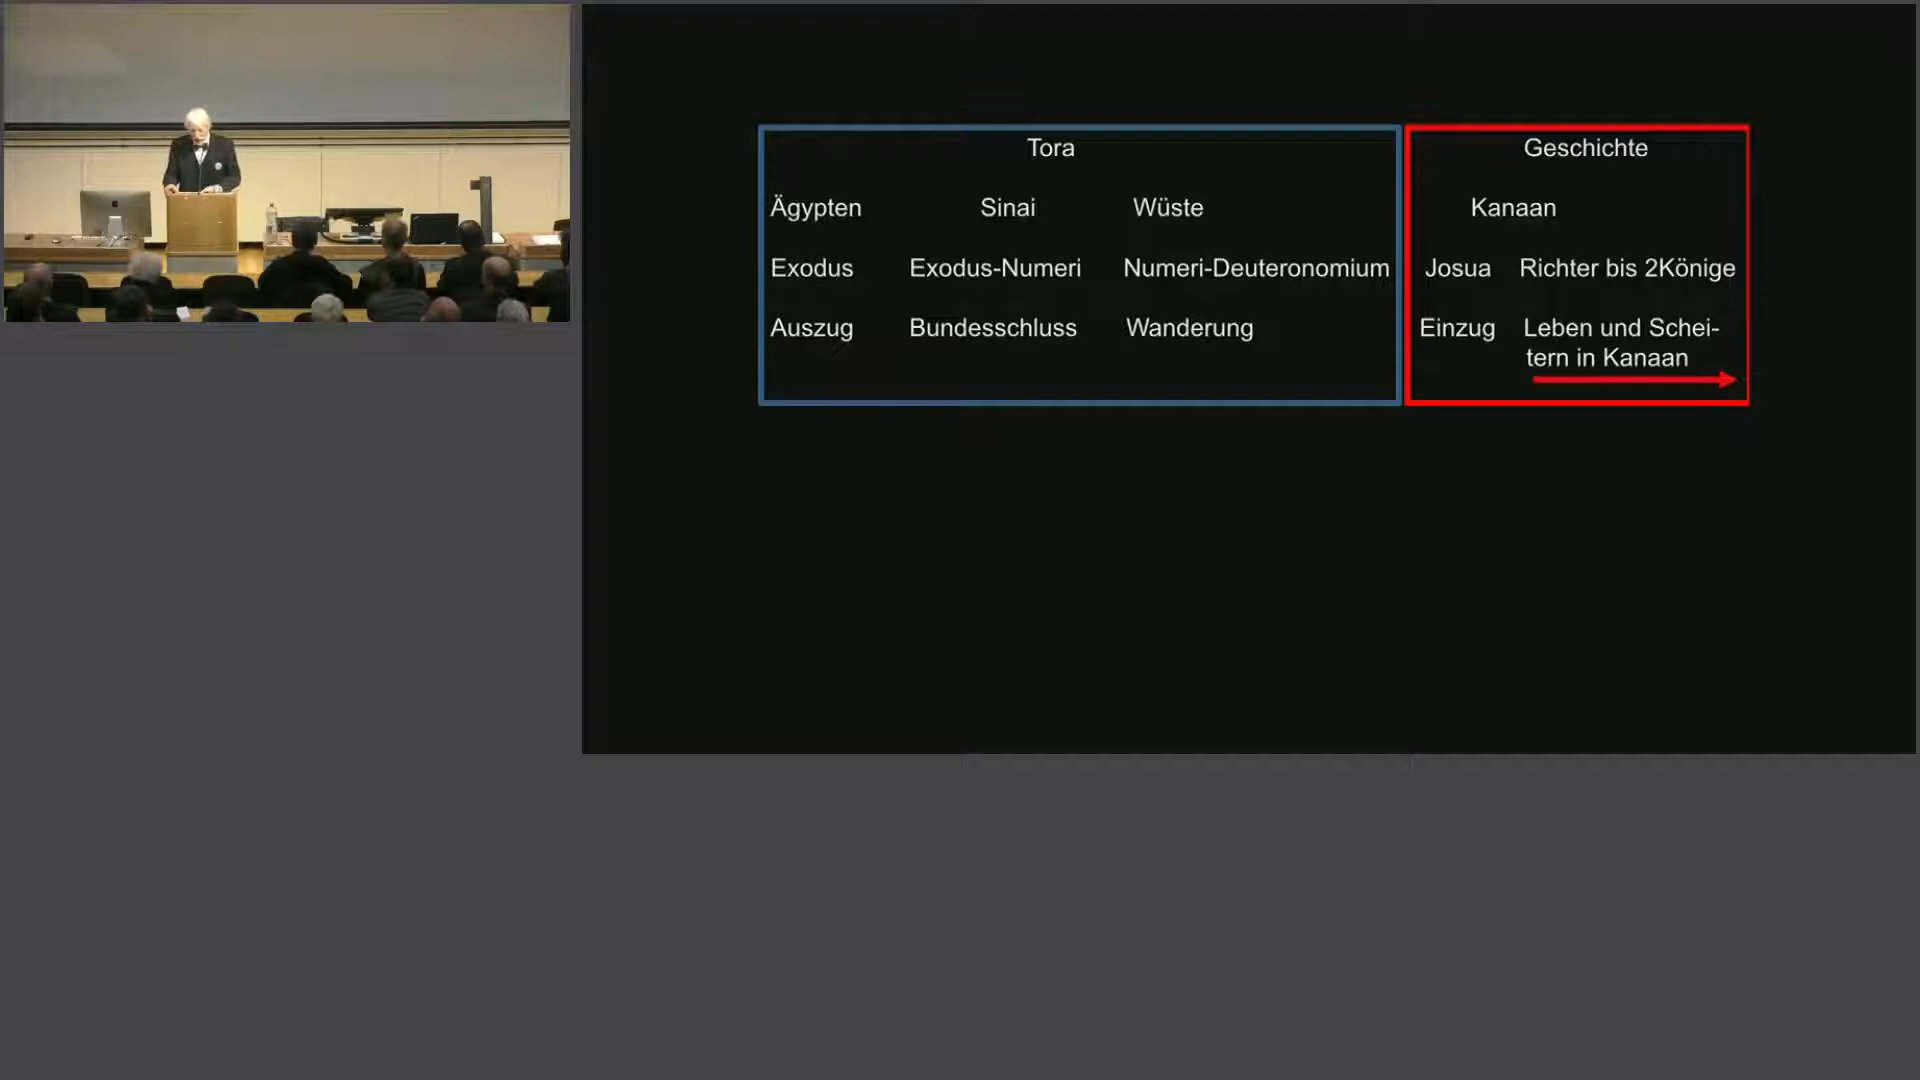 Tora
Ägypten Sinai Wüste
Exodus Exodus-Numeri Numeri-Deuteronomium
Auszug Bundesschluss Wanderung
Geschichte
Kanaan
Josua Richter bis 2Könige
Einzug Leben und Schei-
tern in Kanaan